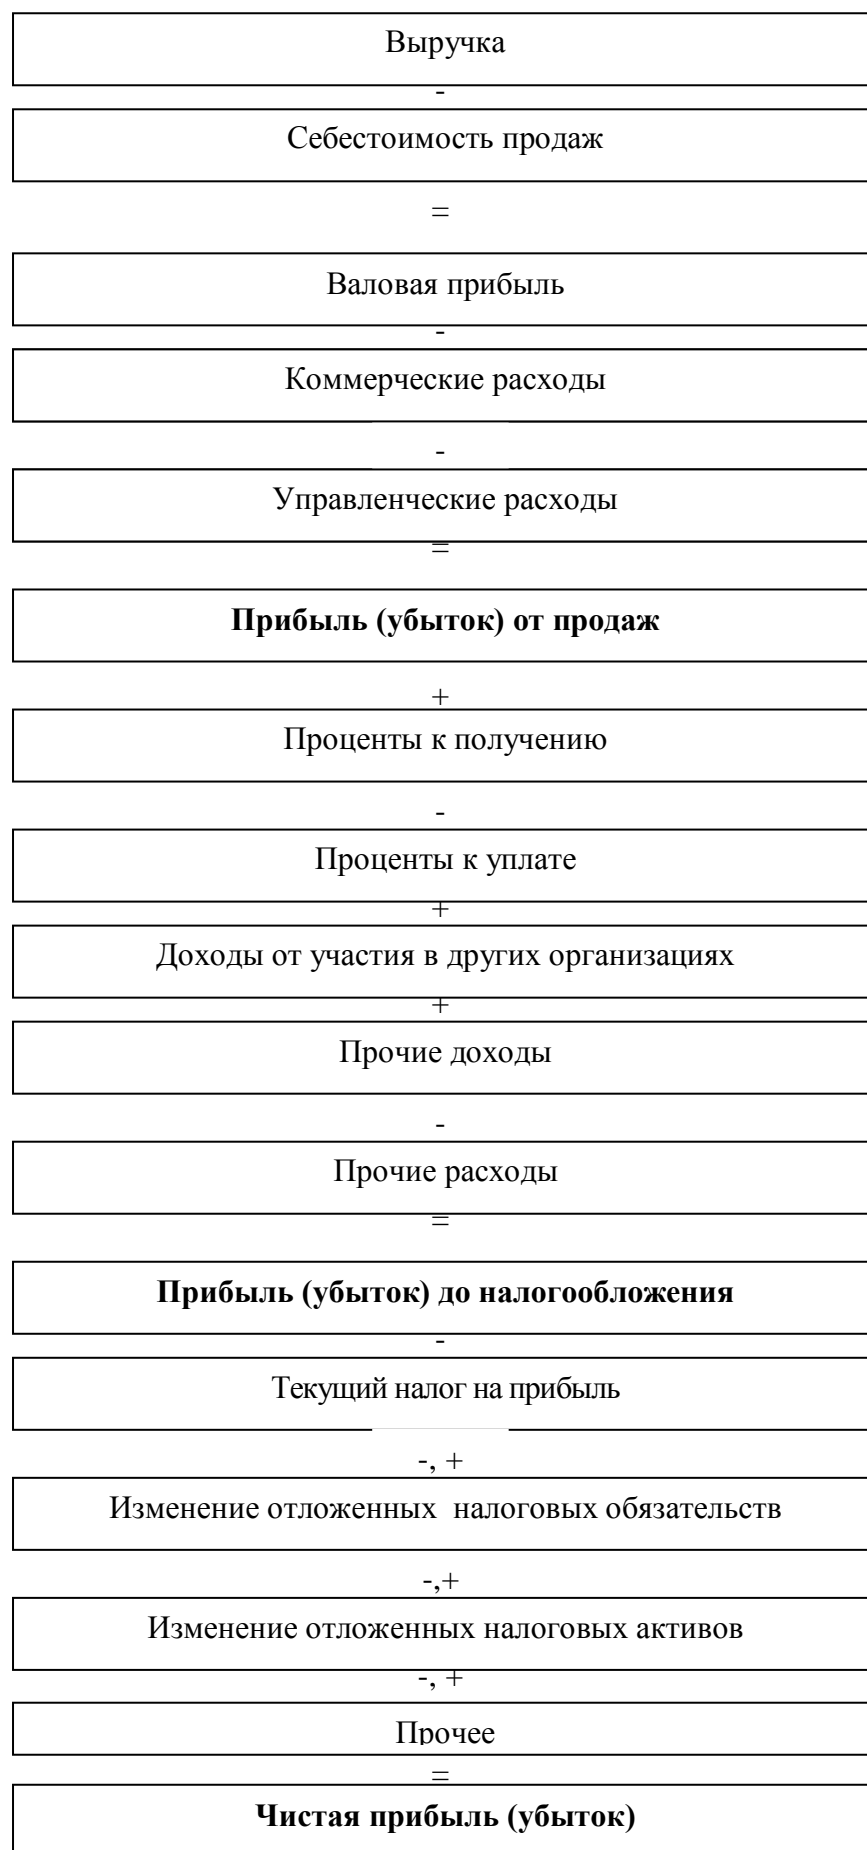 Выручка
-
Себестоимость продаж
=
Валовая прибыль
-
Коммерческие расходы
-
Управленческие расходы
=
Прибыль (убыток) от продаж
+
Проценты к получению
-
Проценты к уплате
+
Доходы от участия в других организациях
+
Прочие доходы
-
Прочие расходы
=
Прибыль (убыток) до налогообложения
-
Текущий налог на прибыль
-, +
Изменение отложенных налоговых обязательств
-,+
Изменение отложенных налоговых активов
-, +
Прочее
=
Чистая прибыль (убыток)